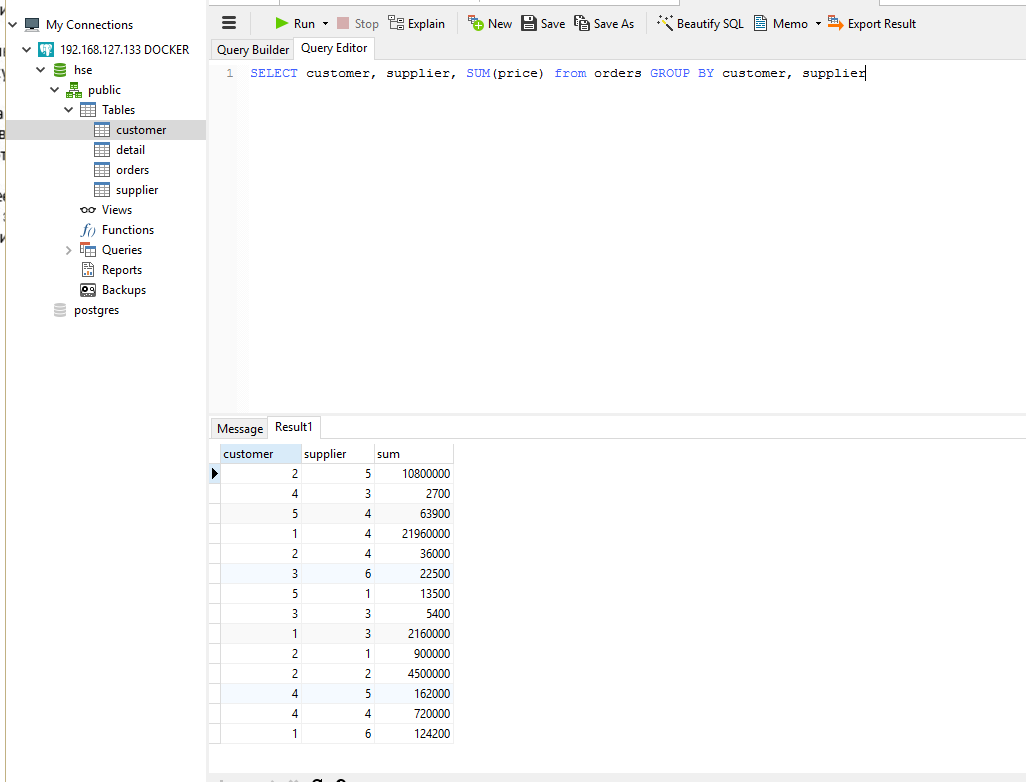 My Connections
192.168.127.133 DOCKER
hse
public
Tables
customer
detail
orders
supplier
Views
Functions
Queries
Reports
Backups
postgres
Run Stop Explain New Save Save As Beautify SQL Memo Export Result
Query Builder Query Editor
1 SELECT customer, supplier, SUM(price) from orders GROUP BY customer, supplier
Message Result1
customer supplier sum
2 5 10800000
4 3 2700
5 4 63900
1 4 21960000
2 4 36000
3 6 22500
5 1 13500
3 3 5400
1 3 2160000
2 1 900000
2 2 4500000
4 5 162000
4 4 720000
1 6 124200